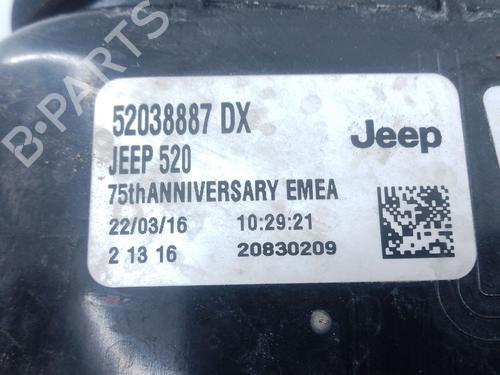 B-PARTS
52038887 DX
Jeep
JEEP 520
75thANNIVERSARY EMEA
22/03/16 10:29:21
2 13 16 20830209